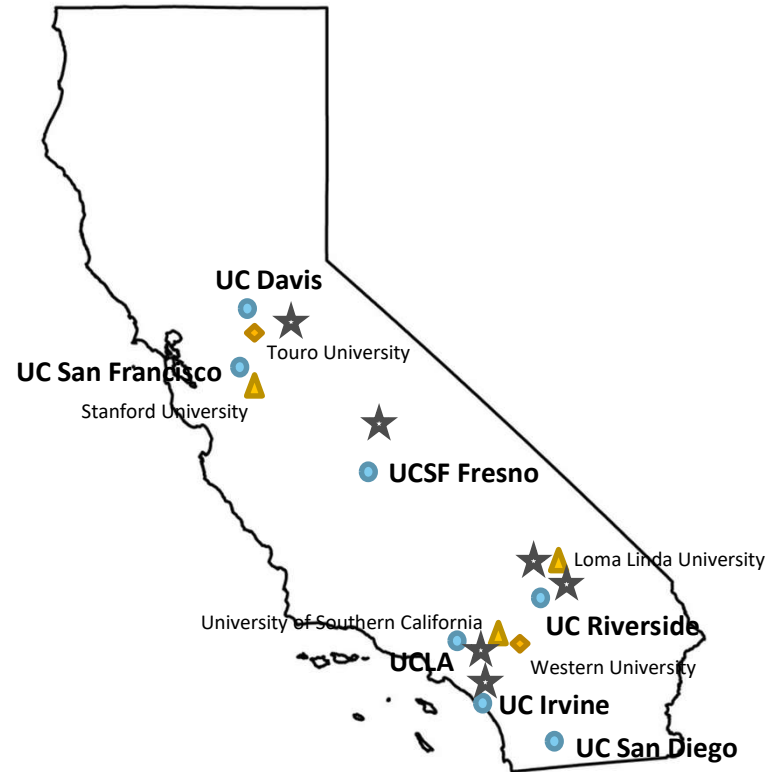 UC Davis
Touro University
UC San Francisco
Stanford University
UCSF Fresno
Loma Linda University
University of Southern California
UC Riverside
UCLA
Western University
UC Irvine
UC San Diego